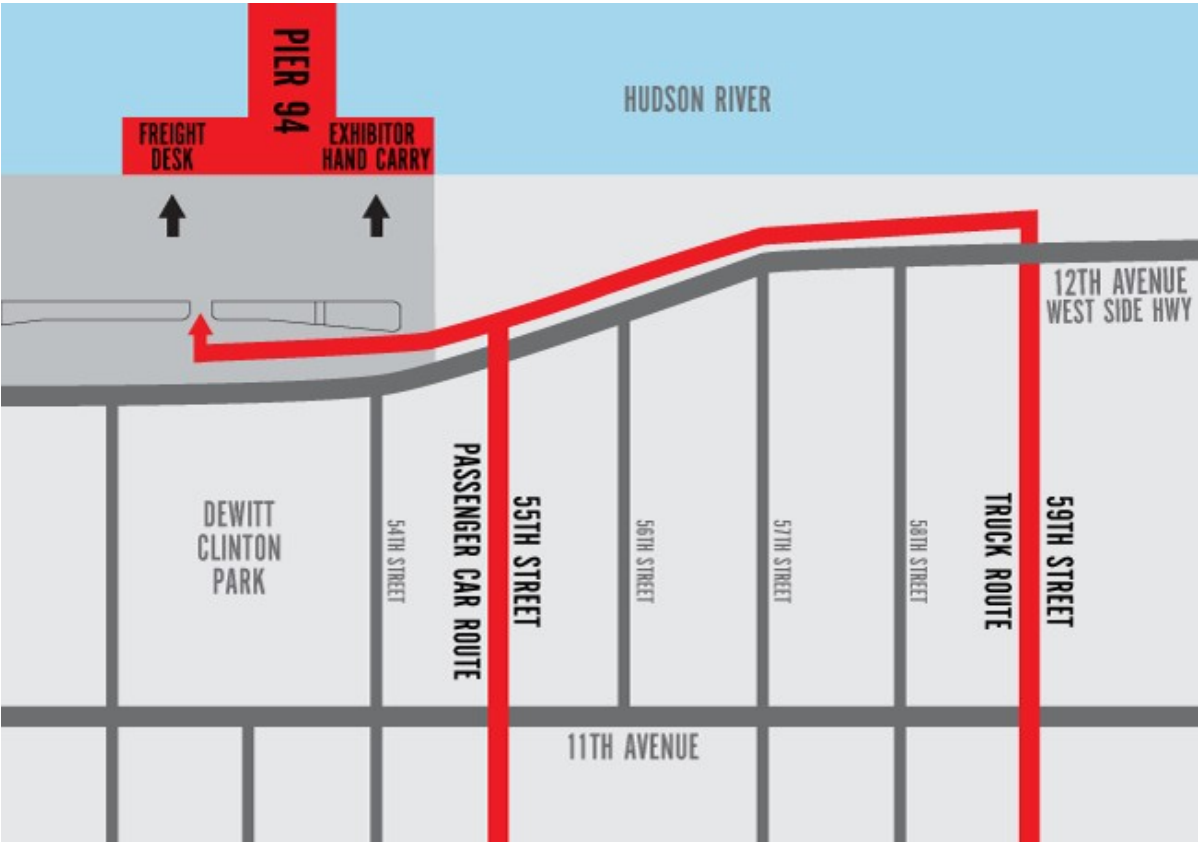 PIER 94
FREIGHT
DESK
EXHIBITOR
HAND CARRY
HUDSON RIVER
12TH AVENUE
WEST SIDE HWY
DEWITT
CLINTON
PARK
54TH STREET
PASSENGER CAR ROUTE
55TH STREET
56TH STREET
57TH STREET
58TH STREET
TRUCK ROUTE
59TH STREET
11TH AVENUE